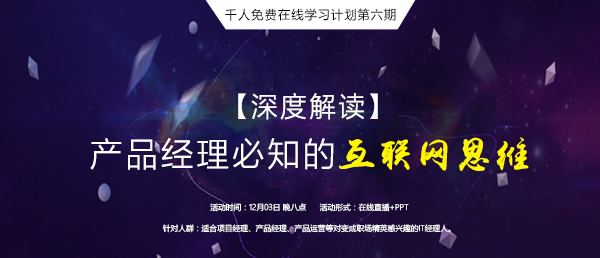 千人免费在线学习计划第六期
【深度解读】
产品经理必知的互联网思维
活动时间：12月03日 晚八点 活动形式：在线直播+PPT
针对人群：适合项目经理、产品经理、产品运营等对变成职场精英感兴趣的IT经理人。